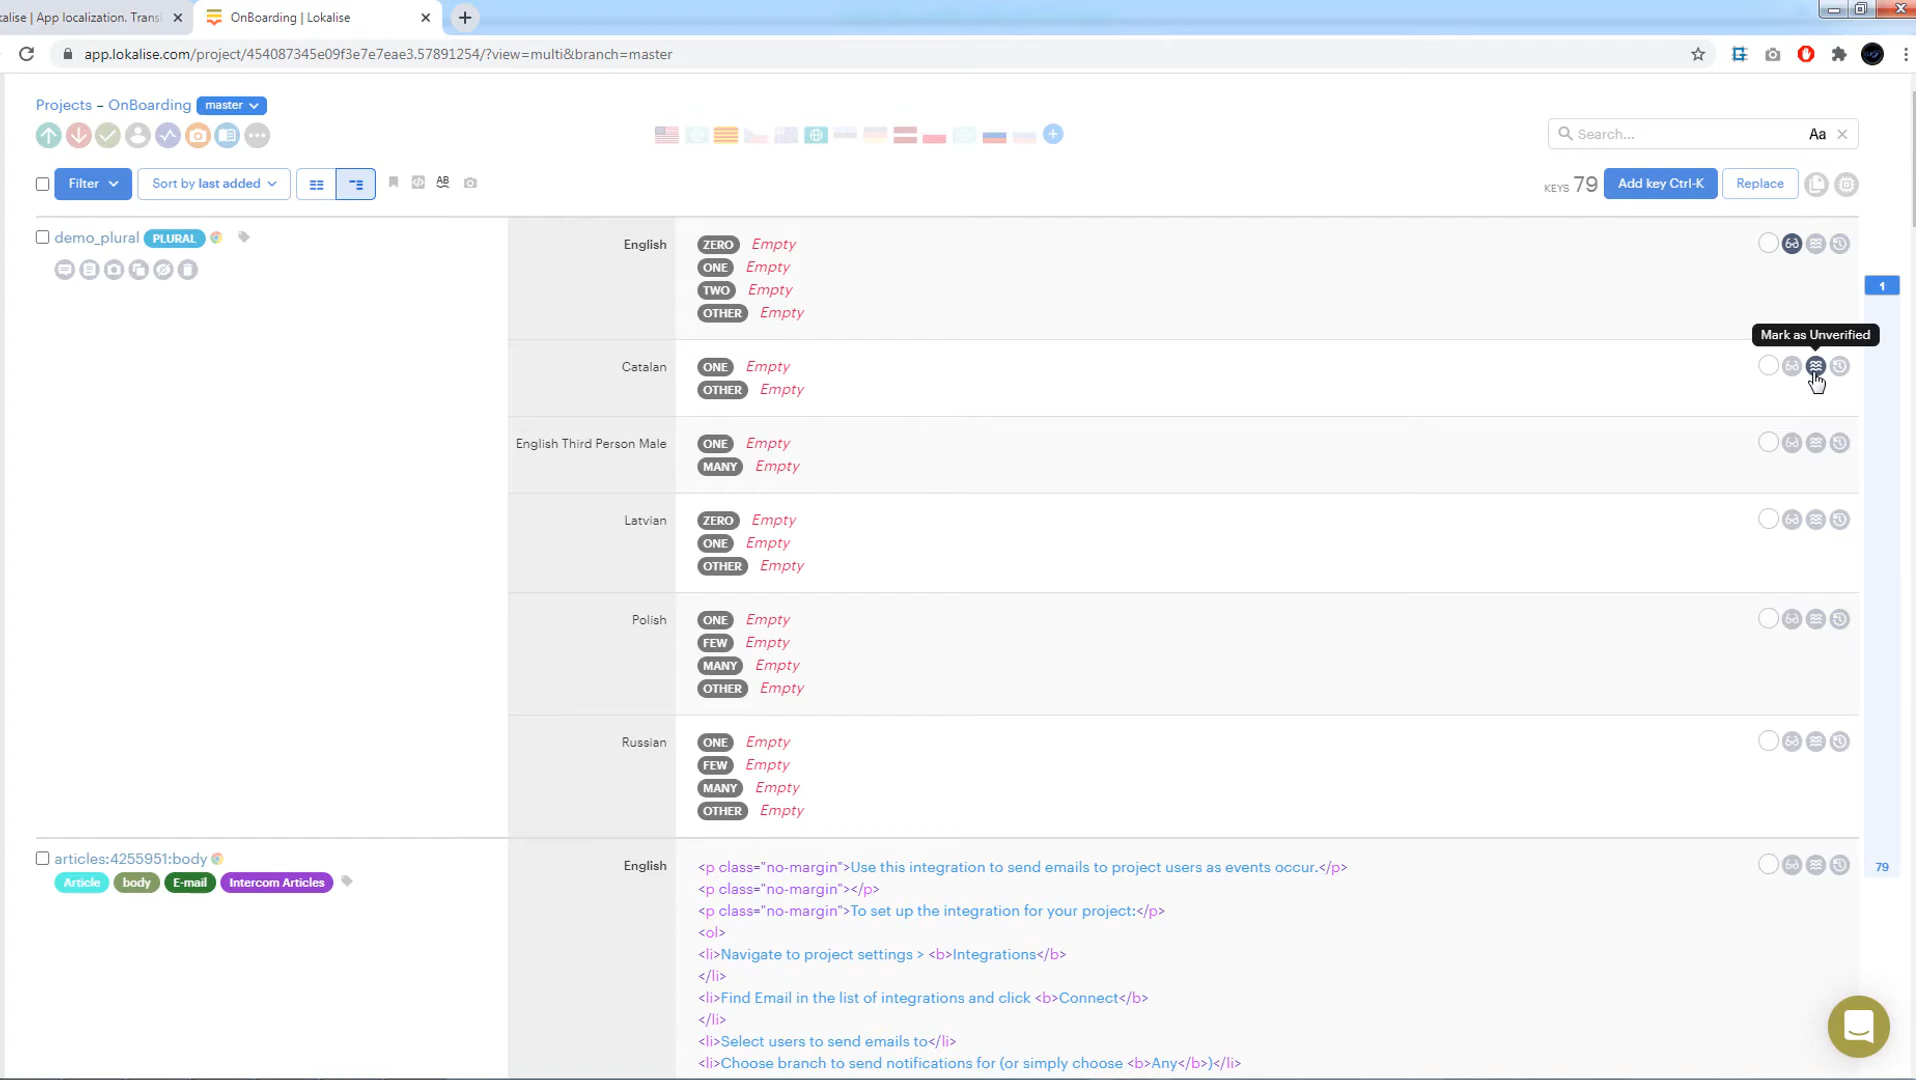 kalise | App localization. Transl
OnBoarding | Lokalise
app.lokalise.com/project/454087345e09f3e7e7eae3.57891254/?view=multi&branch=master
Projects – OnBoarding master
Search... Aa
Filter Sort by last added AB KEYS 79 Add key Ctrl-K Replace
demo_plural PLURAL
English
ZERO Empty
ONE Empty
TWO Empty
OTHER Empty
1
Mark as Unverified
Catalan
ONE Empty
OTHER Empty
English Third Person Male
ONE Empty
MANY Empty
Latvian
ZERO Empty
ONE Empty
OTHER Empty
Polish
ONE Empty
FEW Empty
MANY Empty
OTHER Empty
Russian
ONE Empty
FEW Empty
MANY Empty
OTHER Empty
articles:4255951:body
Article body E-mail Intercom Articles
English
<p class="no-margin">Use this integration to send emails to project users as events occur.</p>
<p class="no-margin"></p>
<p class="no-margin">To set up the integration for your project:</p>
<ol>
<li>Navigate to project settings > <b>Integrations</b>
</li>
<li>Find Email in the list of integrations and click <b>Connect</b>
</li>
<li>Select users to send emails to</li>
<li>Choose branch to send notifications for (or simply choose <b>Any</b>)</li>
79